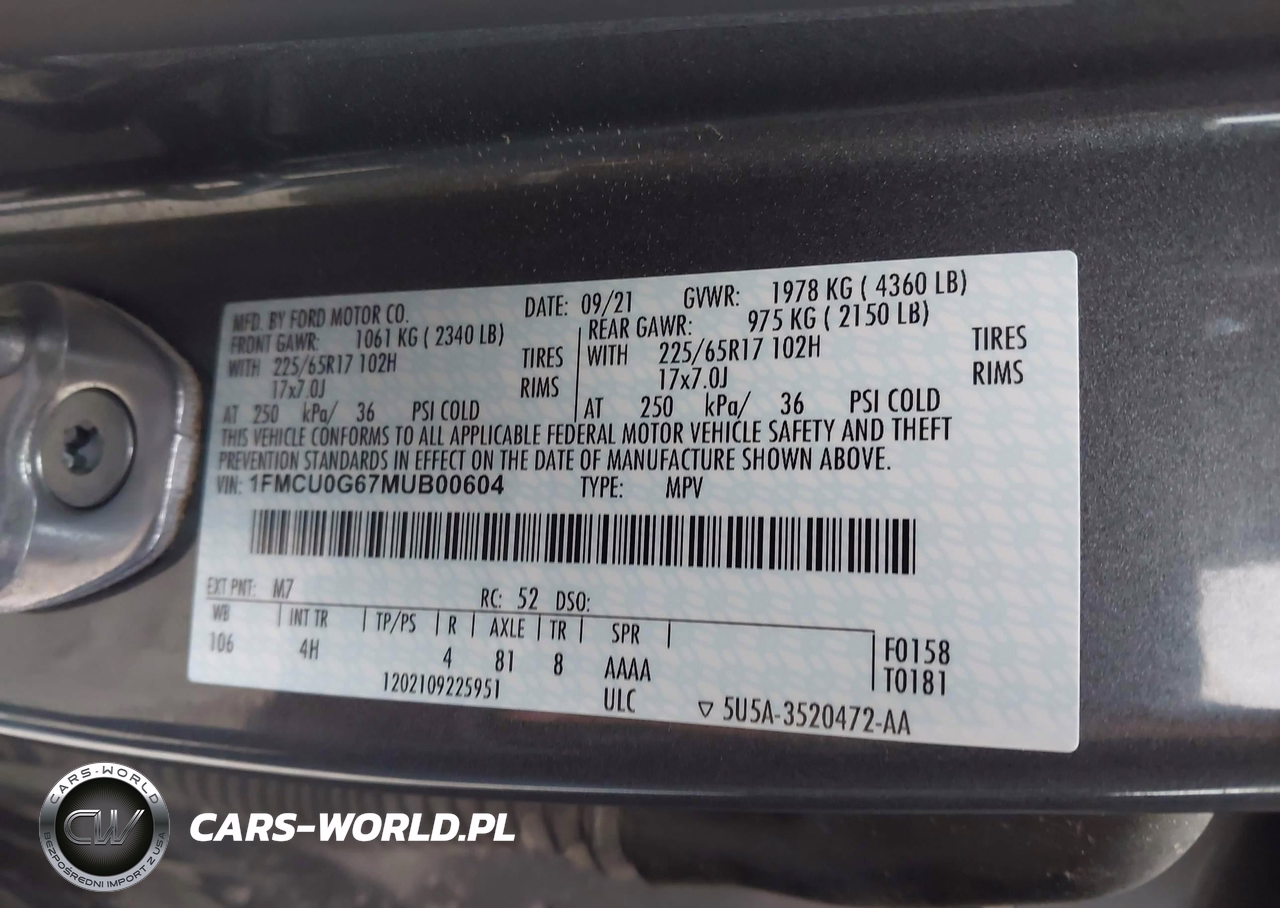 MFD. BY FORD MOTOR CO. DATE: 09/21 GVWR: 1978 KG ( 4360 LB)
FRONT GAWR: 1061 KG ( 2340 LB) REAR GAWR: 975 KG ( 2150 LB)
WITH 225/65R17 102H TIRES WITH 225/65R17 102H TIRES
17x7.0J RIMS 17x7.0J RIMS
AT 250 kPa/ 36 PSI COLD AT 250 kPa/ 36 PSI COLD
THIS VEHICLE CONFORMS TO ALL APPLICABLE FEDERAL MOTOR VEHICLE SAFETY AND THEFT
PREVENTION STANDARDS IN EFFECT ON THE DATE OF MANUFACTURE SHOWN ABOVE.
VIN: 1FMCU0G67MUB00604 TYPE: MPV
EXT PNT: M7 RC: 52 DSO:
WB INT TR TP/PS R AXLE TR SPR
106 4H 4 81 8 AAAA F0158
1202109225951 ULC T0181
5U5A-3520472-AA
CARS-WORLD
CW
BEZPOŚREDNI IMPORT Z USA
CARS-WORLD.PL